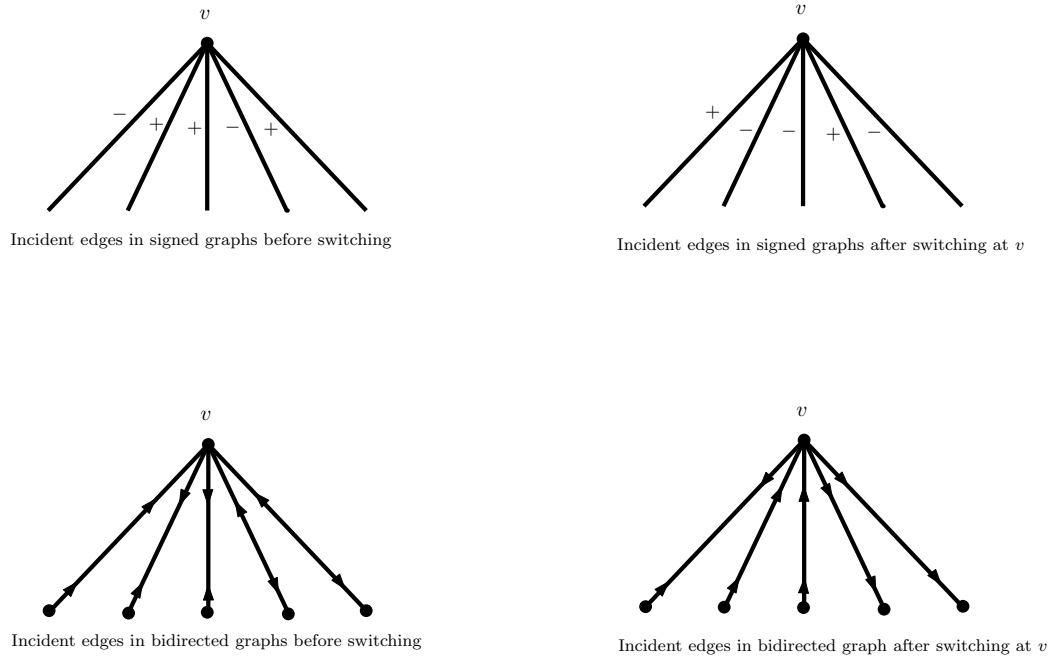 v
− + + − +
Incident edges in signed graphs before switching
v
+ − − + −
Incident edges in signed graphs after switching at v
v
Incident edges in bidirected graphs before switching
v
Incident edges in bidirected graph after switching at v